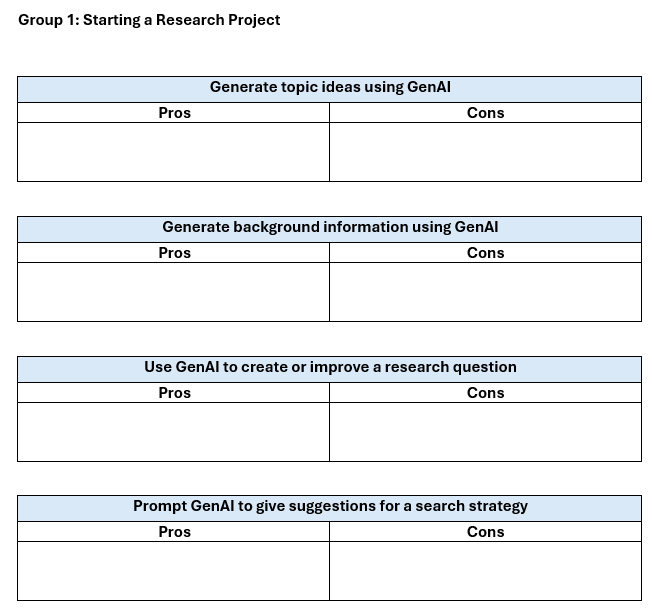 Group 1: Starting a Research Project
Generate topic ideas using GenAI
Pros Cons
Generate background information using GenAI
Pros Cons
Use GenAI to create or improve a research question
Pros Cons
Prompt GenAI to give suggestions for a search strategy
Pros Cons